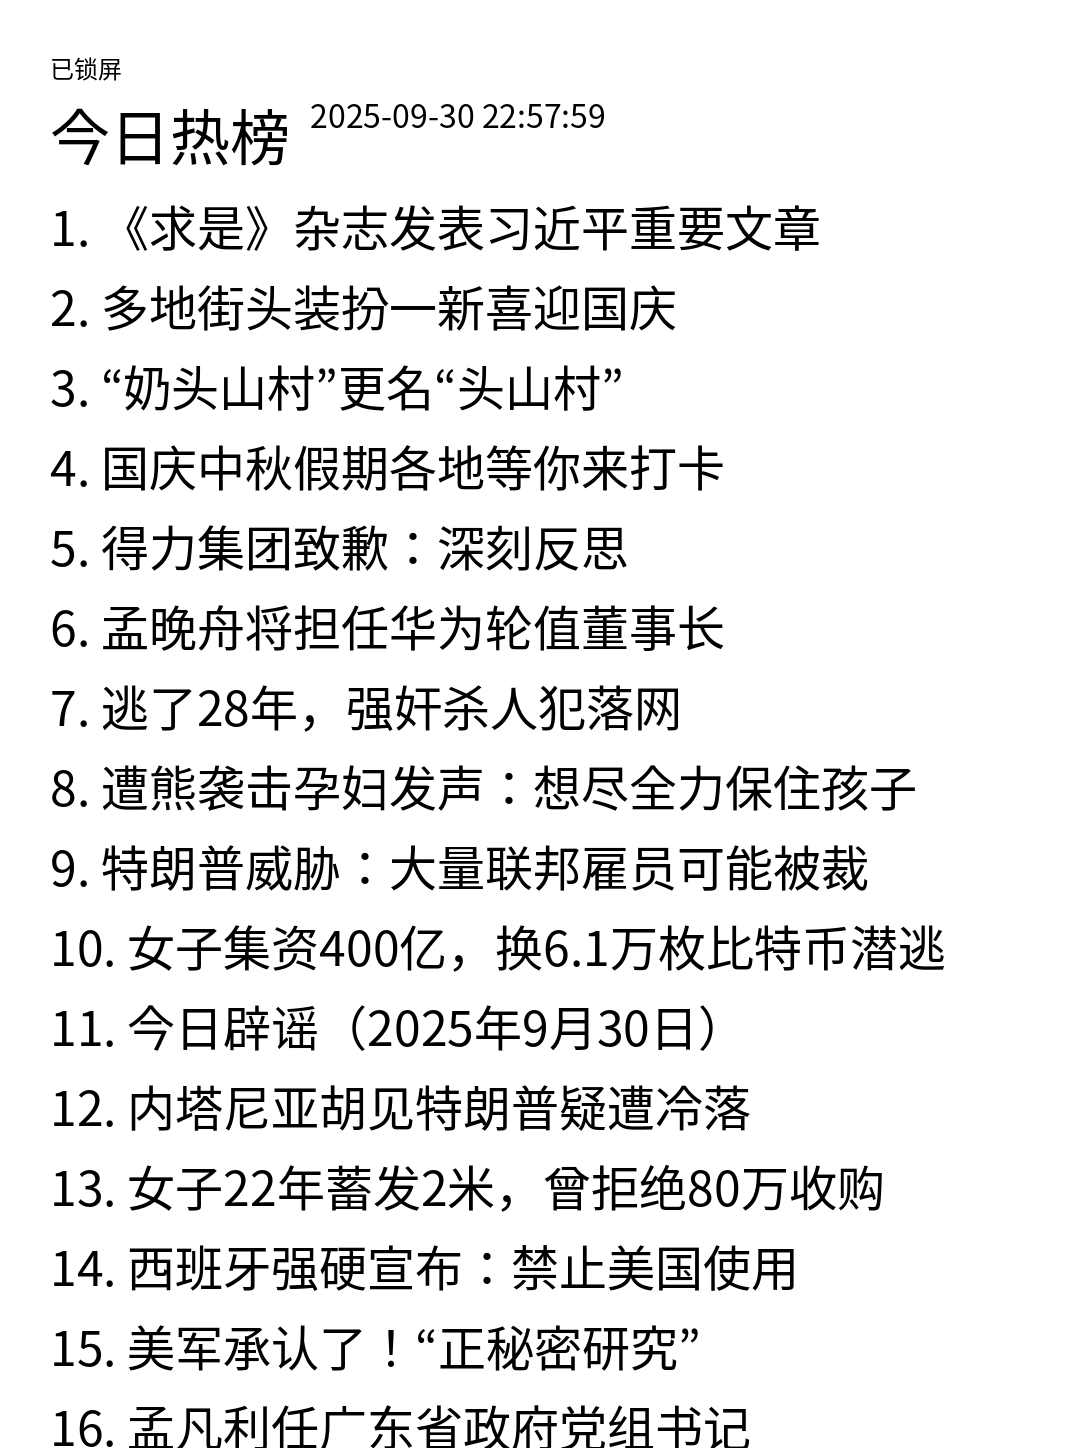 已锁屏
今日热榜 2025-09-30 22:57:59
1. 《求是》杂志发表习近平重要文章
2. 多地街头装扮一新喜迎国庆
3. “奶头山村”更名“头山村”
4. 国庆中秋假期各地等你来打卡
5. 得力集团致歉：深刻反思
6. 孟晚舟将担任华为轮值董事长
7. 逃了28年，强奸杀人犯落网
8. 遭熊袭击孕妇发声：想尽全力保住孩子
9. 特朗普威胁：大量联邦雇员可能被裁
10. 女子集资400亿，换6.1万枚比特币潜逃
11. 今日辟谣（2025年9月30日）
12. 内塔尼亚胡见特朗普疑遭冷落
13. 女子22年蓄发2米，曾拒绝80万收购
14. 西班牙强硬宣布：禁止美国使用
15. 美军承认了！“正秘密研究”
16. 孟凡利任广东省政府党组书记